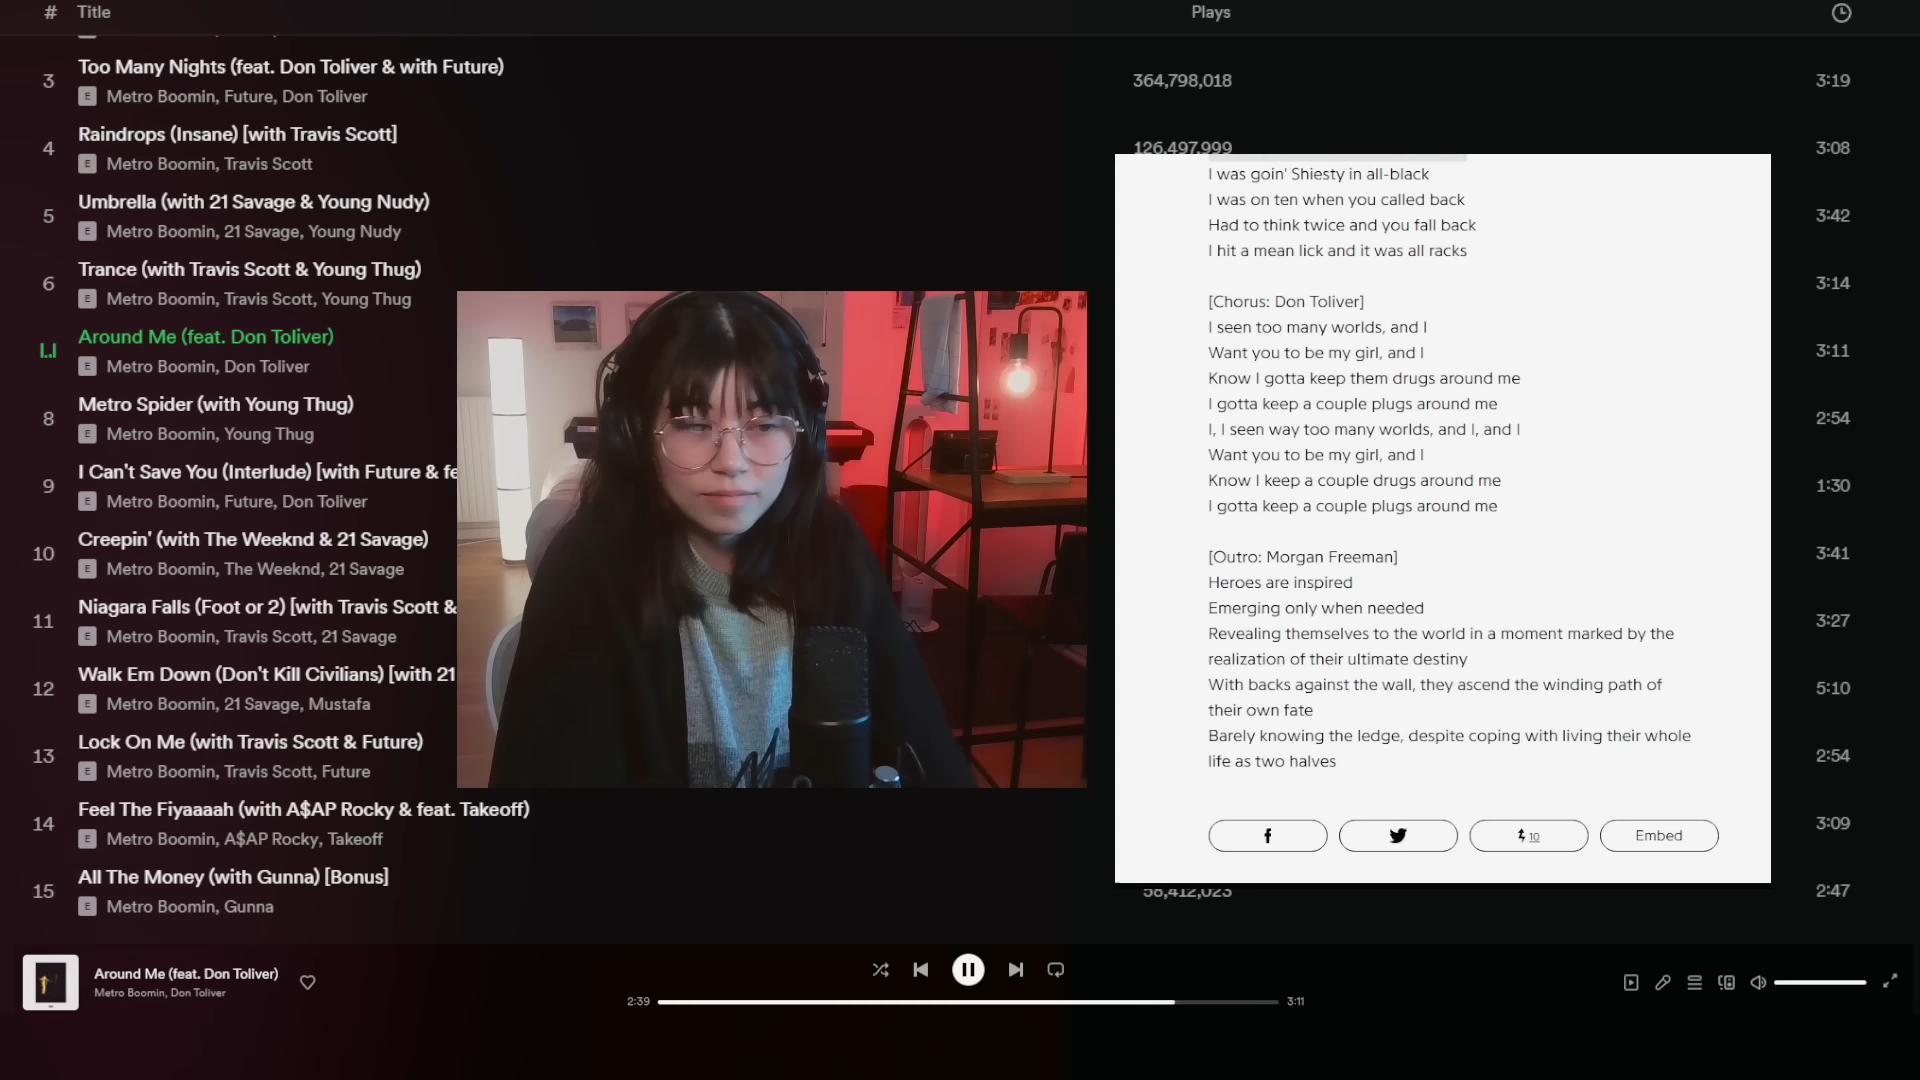 # Title Plays
3 Too Many Nights (feat. Don Toliver & with Future) 364,798,018 3:19
E Metro Boomin, Future, Don Toliver
4 Raindrops (Insane) [with Travis Scott] 126,497,999 3:08
E Metro Boomin, Travis Scott
5 Umbrella (with 21 Savage & Young Nudy) 3:42
E Metro Boomin, 21 Savage, Young Nudy
6 Trance (with Travis Scott & Young Thug) 3:14
E Metro Boomin, Travis Scott, Young Thug
Around Me (feat. Don Toliver) 3:11
E Metro Boomin, Don Toliver
8 Metro Spider (with Young Thug) 2:54
E Metro Boomin, Young Thug
9 I Can't Save You (Interlude) [with Future & fe 1:30
E Metro Boomin, Future, Don Toliver
10 Creepin' (with The Weeknd & 21 Savage) 3:41
E Metro Boomin, The Weeknd, 21 Savage
11 Niagara Falls (Foot or 2) [with Travis Scott & 3:27
E Metro Boomin, Travis Scott, 21 Savage
12 Walk Em Down (Don't Kill Civilians) [with 21 5:10
E Metro Boomin, 21 Savage, Mustafa
13 Lock On Me (with Travis Scott & Future) 2:54
E Metro Boomin, Travis Scott, Future
14 Feel The Fiyaaaah (with A$AP Rocky & feat. Takeoff) 3:09
E Metro Boomin, A$AP Rocky, Takeoff
15 All The Money (with Gunna) [Bonus] 58,412,023 2:47
E Metro Boomin, Gunna
I was goin' Shiesty in all-black
I was on ten when you called back
Had to think twice and you fall back
I hit a mean lick and it was all racks
[Chorus: Don Toliver]
I seen too many worlds, and I
Want you to be my girl, and I
Know I gotta keep them drugs around me
I gotta keep a couple plugs around me
I, I seen way too many worlds, and I, and I
Want you to be my girl, and I
Know I keep a couple drugs around me
I gotta keep a couple plugs around me
[Outro: Morgan Freeman]
Heroes are inspired
Emerging only when needed
Revealing themselves to the world in a moment marked by the
realization of their ultimate destiny
With backs against the wall, they ascend the winding path of
their own fate
Barely knowing the ledge, despite coping with living their whole
life as two halves
10 Embed
Around Me (feat. Don Toliver)
Metro Boomin, Don Toliver
2:39 3:11